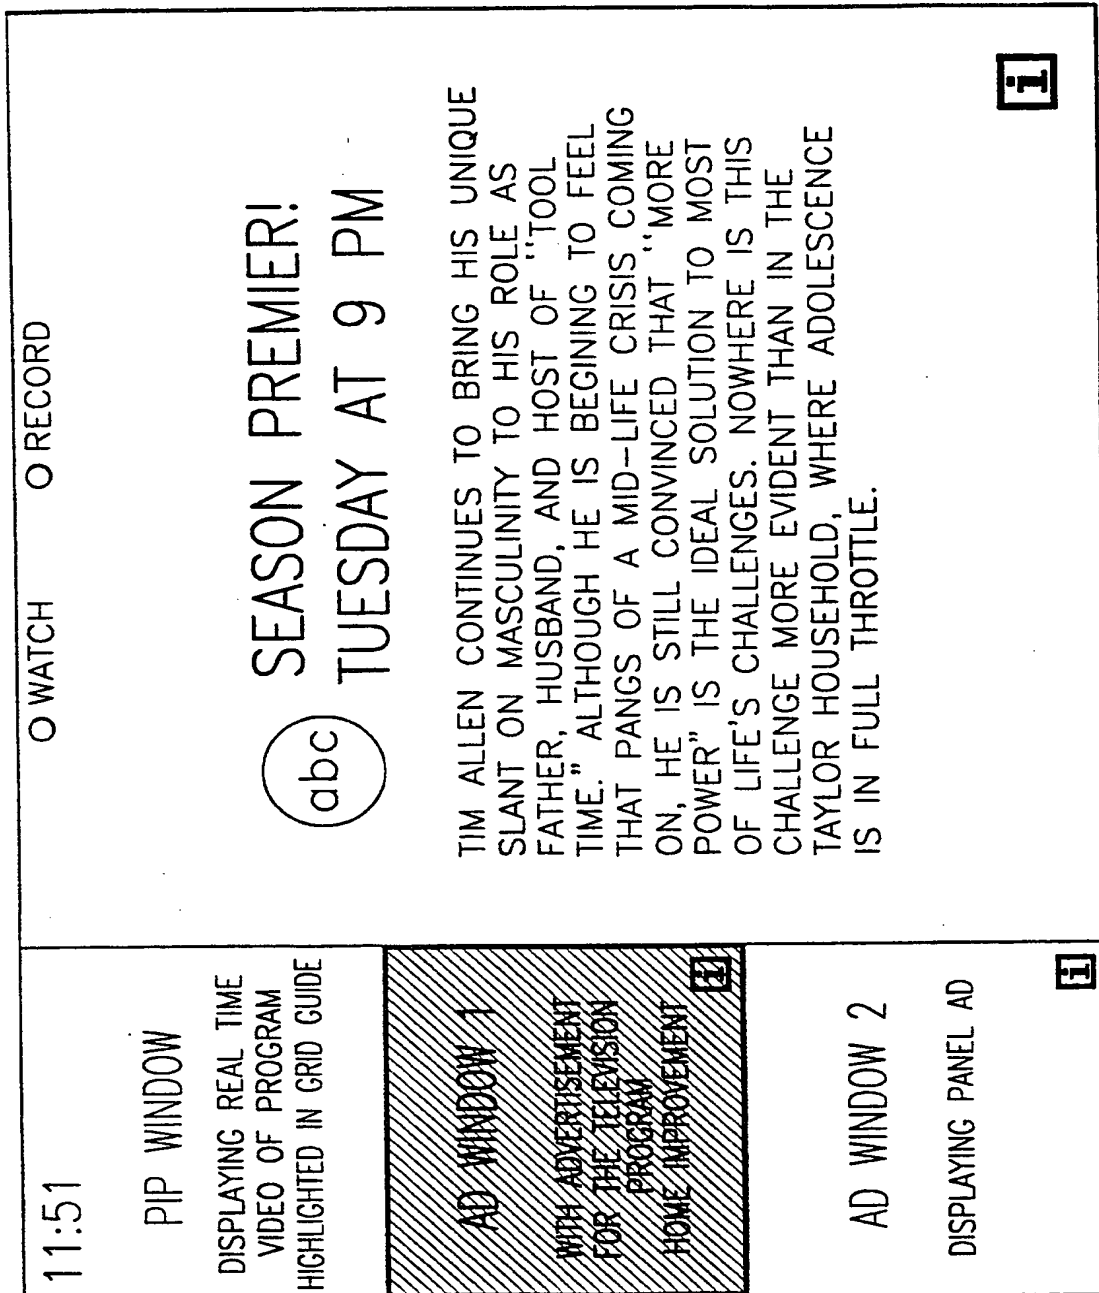 11:51
PIP WINDOW
DISPLAYING REAL TIME
VIDEO OF PROGRAM
HIGHLIGHTED IN GRID GUIDE
AD WINDOW 1
WITH ADVERTISEMENT
FOR THE TELEVISION
PROGRAM
HOME IMPROVEMENT
i
AD WINDOW 2
DISPLAYING PANEL AD
i
O WATCH O RECORD
abc
SEASON PREMIER!
TUESDAY AT 9 PM
TIM ALLEN CONTINUES TO BRING HIS UNIQUE
SLANT ON MASCULINITY TO HIS ROLE AS
FATHER, HUSBAND, AND HOST OF "TOOL
TIME." ALTHOUGH HE IS BEGINING TO FEEL
THAT PANGS OF A MID-LIFE CRISIS COMING
ON, HE IS STILL CONVINCED THAT "MORE
POWER" IS THE IDEAL SOLUTION TO MOST
OF LIFE'S CHALLENGES. NOWHERE IS THIS
CHALLENGE MORE EVIDENT THAN IN THE
TAYLOR HOUSEHOLD, WHERE ADOLESCENCE
IS IN FULL THROTTLE.
i